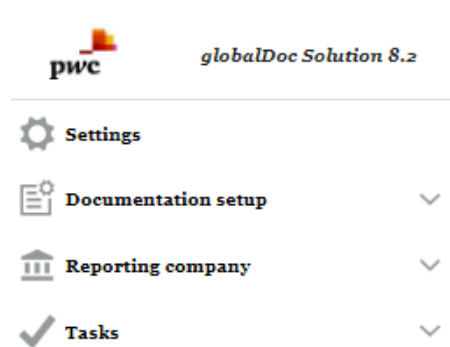 pwc
globalDoc Solution 8.2
Settings
Documentation setup
Reporting company
Tasks